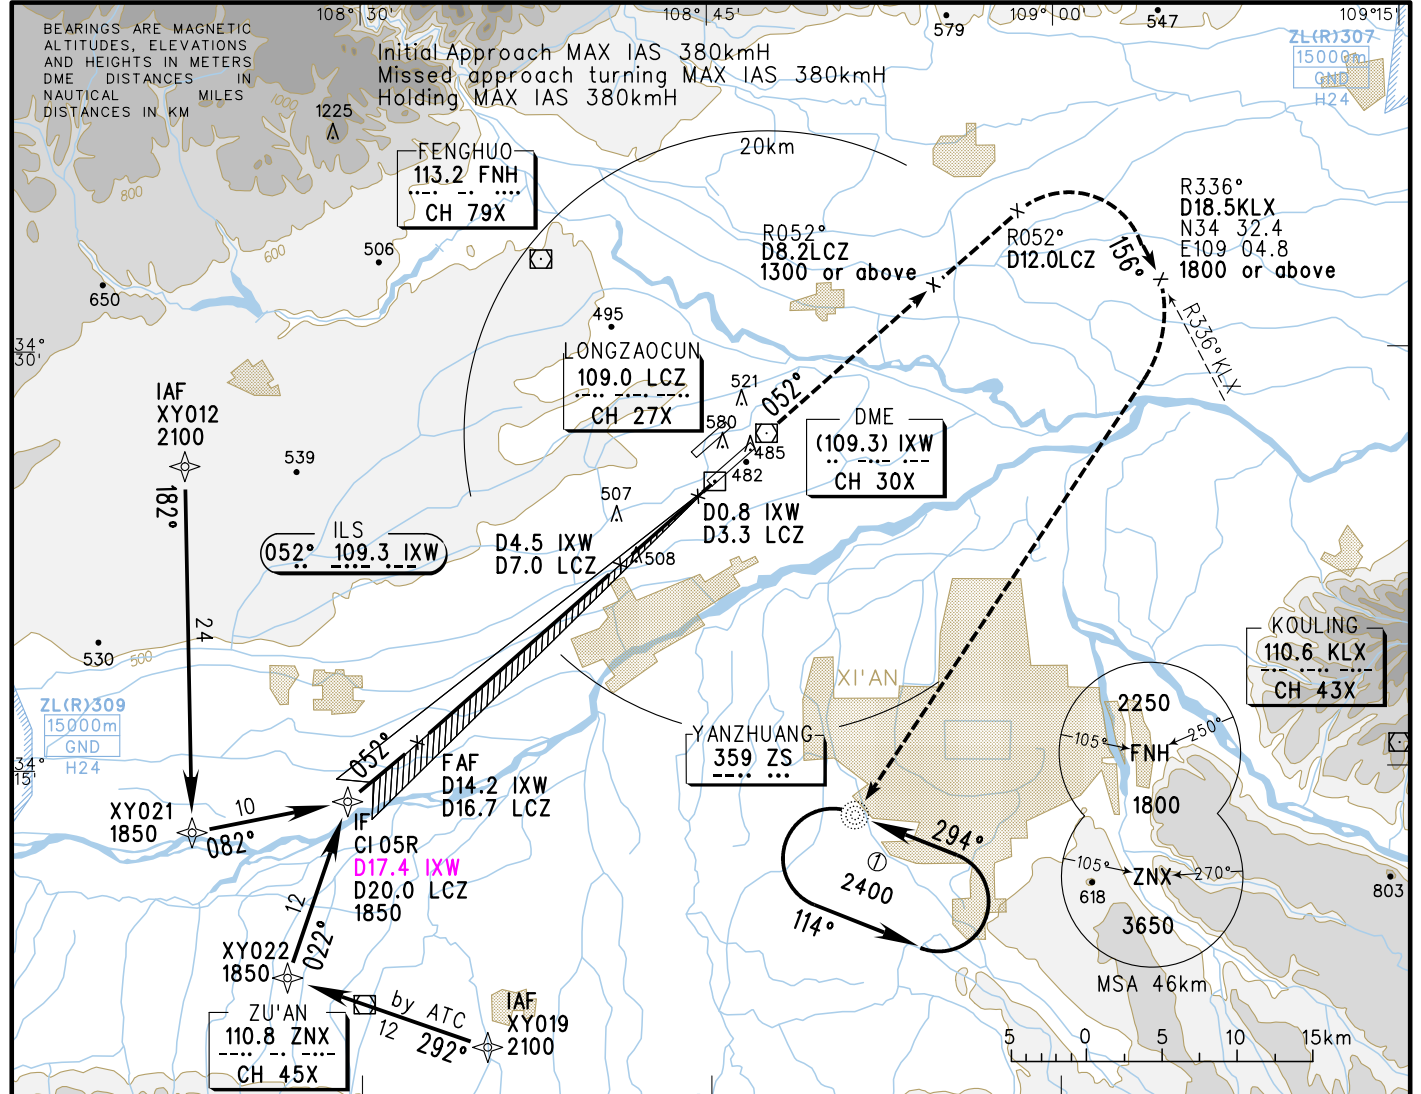 BEARINGS ARE MAGNETIC
ALTITUDES, ELEVATIONS
AND HEIGHTS IN METERS
DME DISTANCES IN
NAUTICAL MILES
DISTANCES IN KM
108° 30'
108° 45'
109° 00'
109° 15'
Initial Approach MAX IAS 380kmH
Missed approach turning MAX IAS 380kmH
Holding MAX IAS 380kmH
579
547
ZL(R)307
15000m
GND
H24
1000
1225
800
600
FENGHUO
113.2 FNH
CH 79X
20km
506
650
R052°
D8.2LCZ
1300 or above
R052°
D12.0LCZ
156°
R336°
D18.5KLX
N34 32.4
E109 04.8
1800 or above
R336° KLX
34°
30'
495
LONGZAOCUN
109.0 LCZ
CH 27X
521
580
052°
485
482
DME
(109.3) IXW
CH 30X
IAF
XY012
2100
182°
539
507
ILS
052° 109.3 IXW
D4.5 IXW
D7.0 LCZ
D0.8 IXW
D3.3 LCZ
508
24
530
500
KOULING
110.6 KLX
CH 43X
XI'AN
ZL(R)309
15000m
GND
H24
34°
15'
YANZHUANG
359 ZS
2250
105°
250°
FNH
1800
105°
270°
ZNX
3650
618
MSA 46km
803
052°
FAF
D14.2 IXW
D16.7 LCZ
XY021
1850
10
082°
IF
CI05R
D17.4 IXW
D20.0 LCZ
1850
294°
1
2400
114°
12
022°
XY022
1850
by ATC
12
292°
IAF
XY019
2100
ZU'AN
110.8 ZNX
CH 45X
5 0 5 10 15km